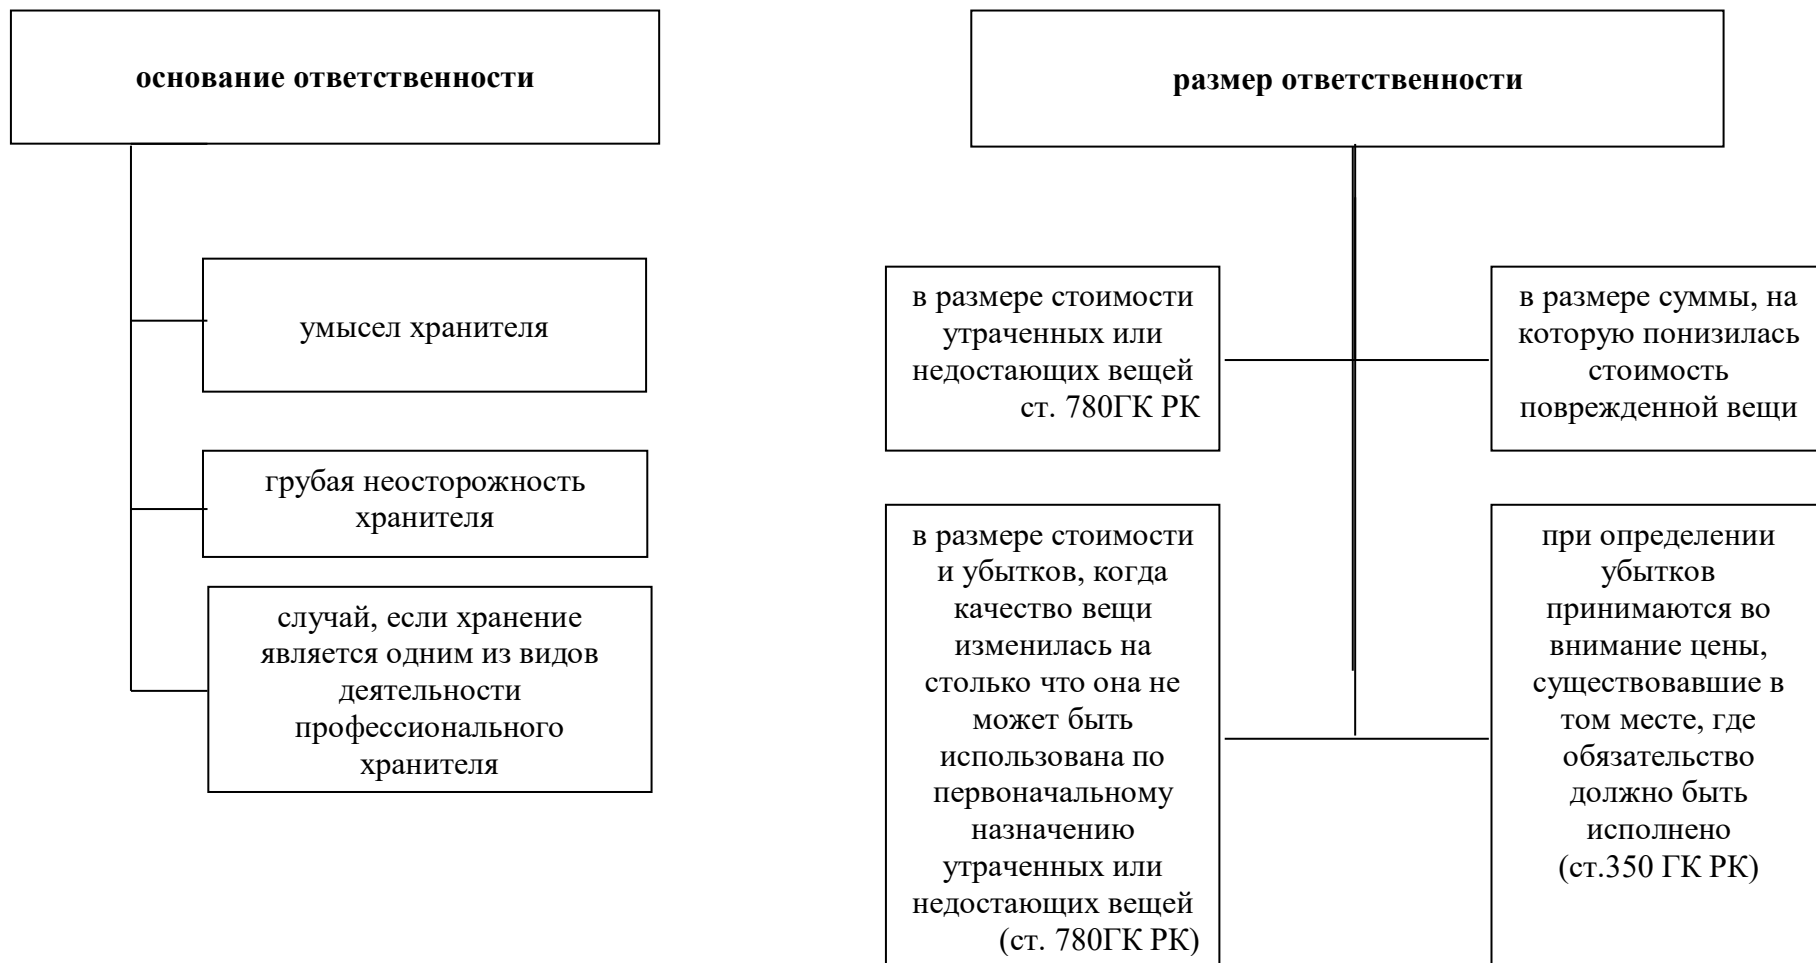 основание ответственности
умысел хранителя
грубая неосторожность
хранителя
случай, если хранение
является одним из видов
деятельности
профессионального
хранителя
размер ответственности
в размере стоимости
утраченных или
недостающих вещей
ст. 780ГК РК
в размере суммы, на
которую понизилась
стоимость
поврежденной вещи
в размере стоимости
и убытков, когда
качество вещи
изменилась на
столько что она не
может быть
использована по
первоначальному
назначению
утраченных или
недостающих вещей
(ст. 780ГК РК)
при определении
убытков
принимаются во
внимание цены,
существовавшие в
том месте, где
обязательство
должно быть
исполнено
(ст.350 ГК РК)